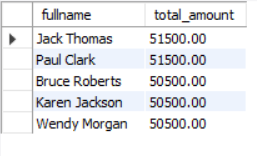 fullname total_amount
Jack Thomas 51500.00
Paul Clark 51500.00
Bruce Roberts 50500.00
Karen Jackson 50500.00
Wendy Morgan 50500.00